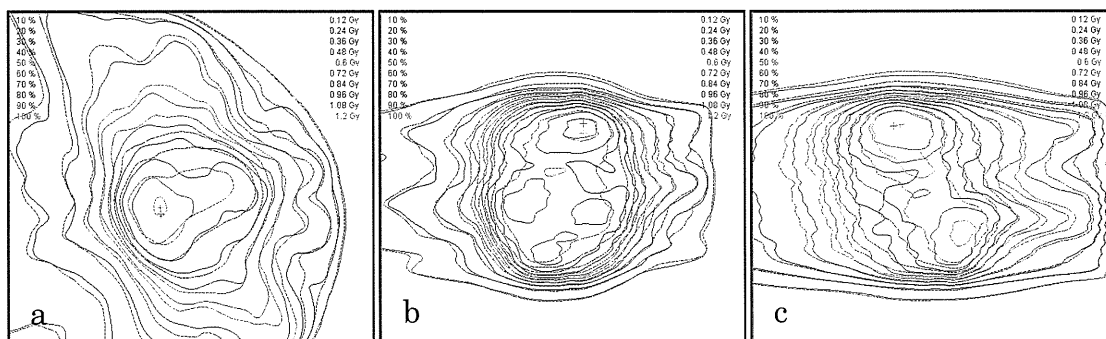 10 % 0.12 Gy
20 % 0.24 Gy
30 % 0.36 Gy
40 % 0.48 Gy
50 % 0.6 Gy
60 % 0.72 Gy
70 % 0.84 Gy
80 % 0.96 Gy
90 % 1.08 Gy
100 % 1.2 Gy
a
10 % 0.12 Gy
20 % 0.24 Gy
30 % 0.36 Gy
40 % 0.48 Gy
50 % 0.6 Gy
60 % 0.72 Gy
70 % 0.84 Gy
80 % 0.96 Gy
90 % 1.08 Gy
100 %
b
10 % 0.12 Gy
20 % 0.24 Gy
30 % 0.36 Gy
40 % 0.48 Gy
50 % 0.6 Gy
60 % 0.72 Gy
70 % 0.84 Gy
80 % 0.96 Gy
90 %
c